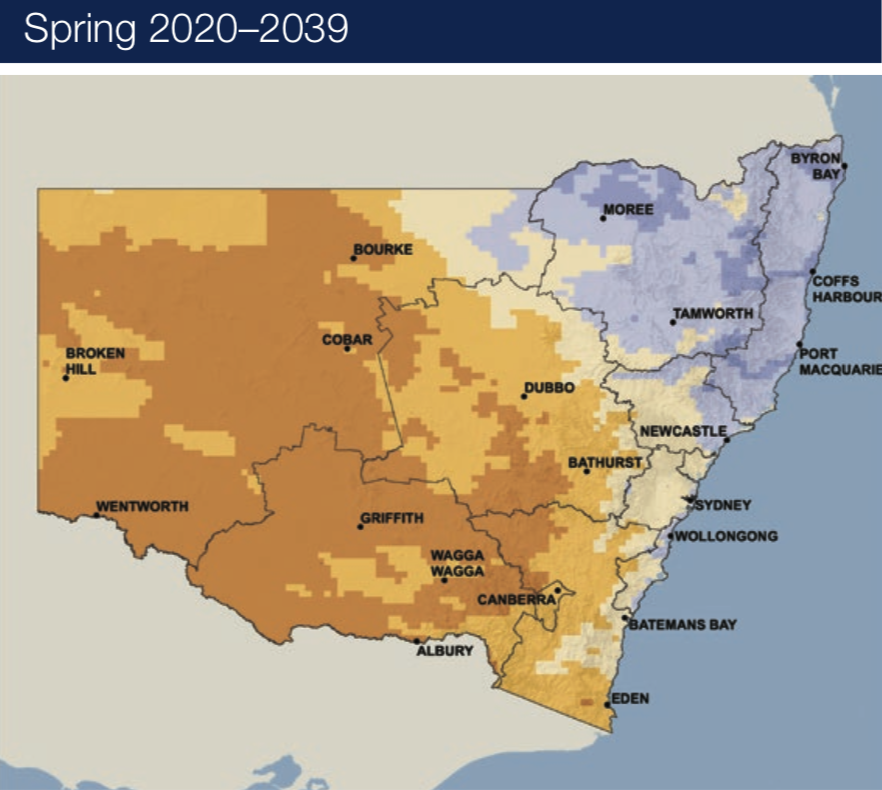 Spring 2020–2039
BYRON
BAY
MOREE
BOURKE
COFFS
HARBOUR
TAMWORTH
COBAR
BROKEN
HILL
PORT
MACQUARIE
DUBBO
NEWCASTLE
BATHURST
WENTWORTH
SYDNEY
GRIFFITH
WOLLONGONG
WAGGA
WAGGA
CANBERRA
BATEMANS BAY
ALBURY
EDEN